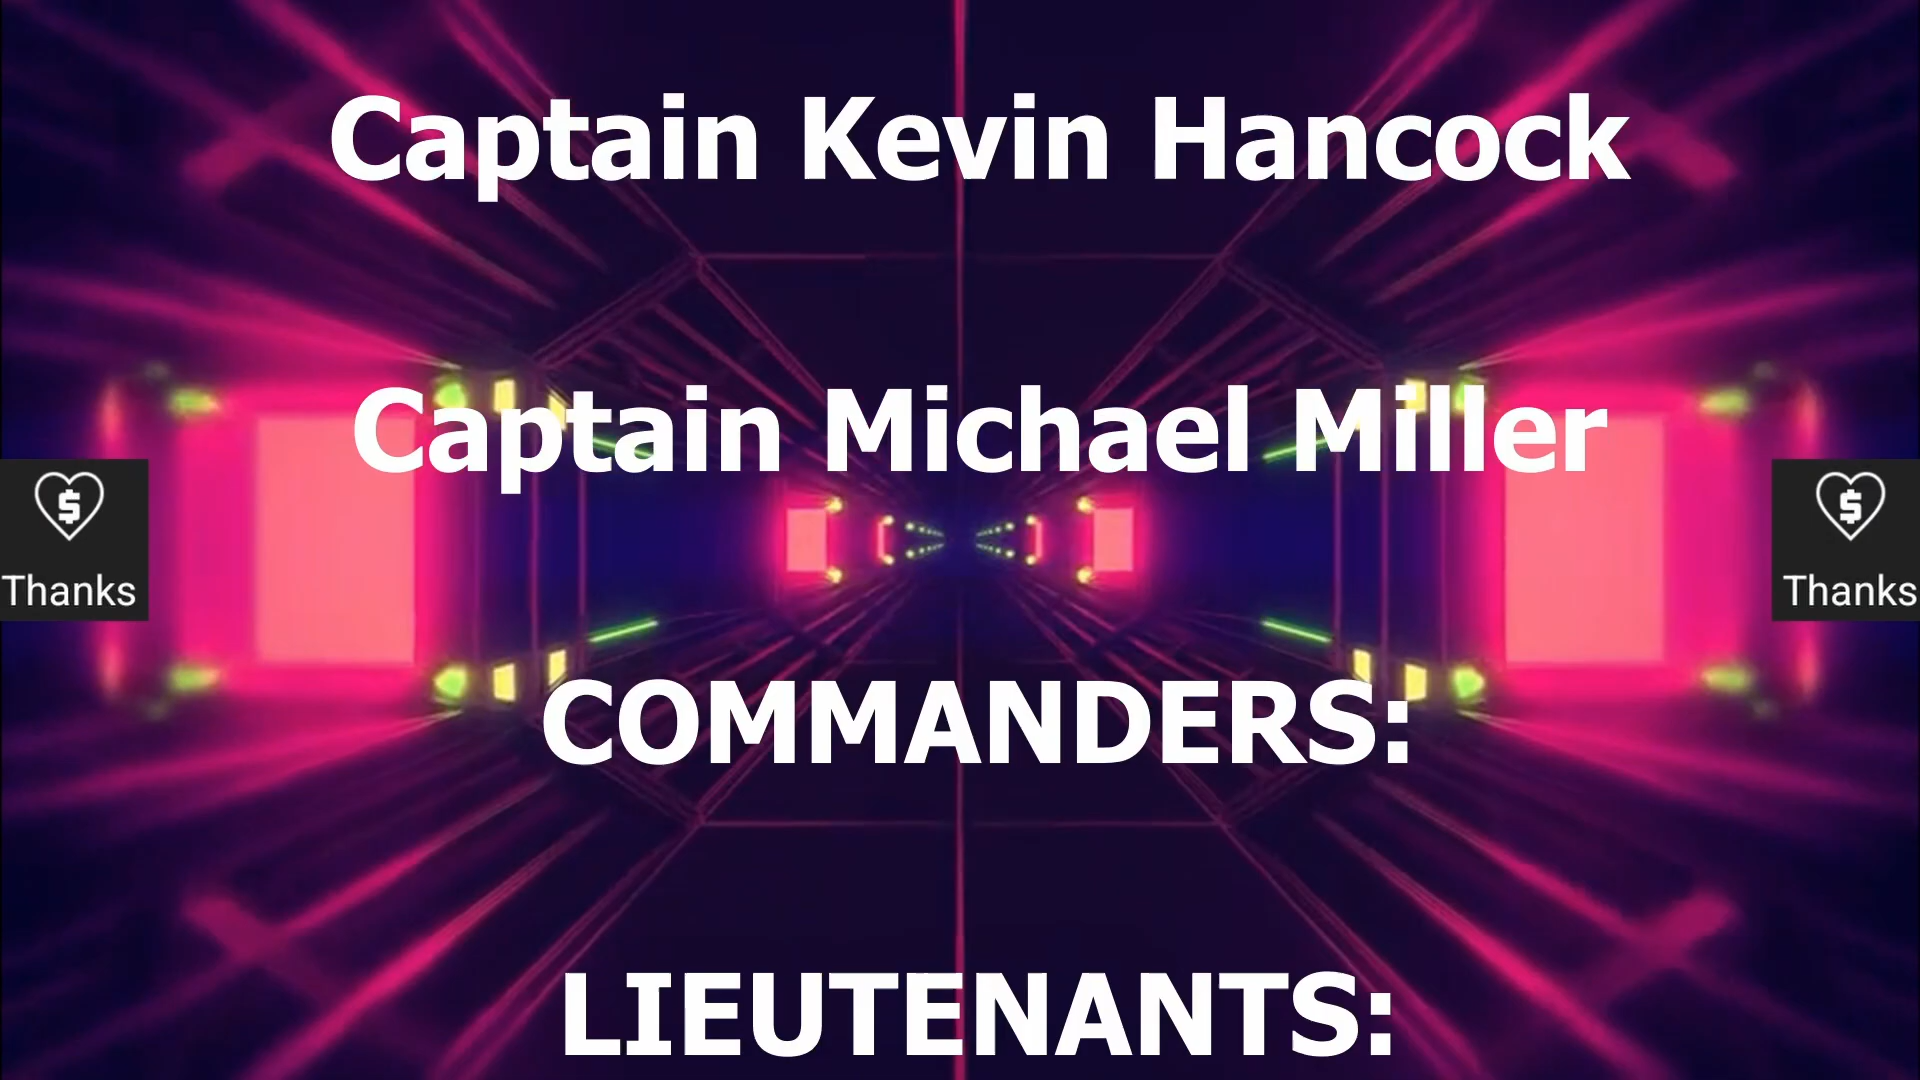 Captain Kevin Hancock
Captain Michael Miller
$
Thanks
$
Thanks
COMMANDERS:
LIEUTENANTS: